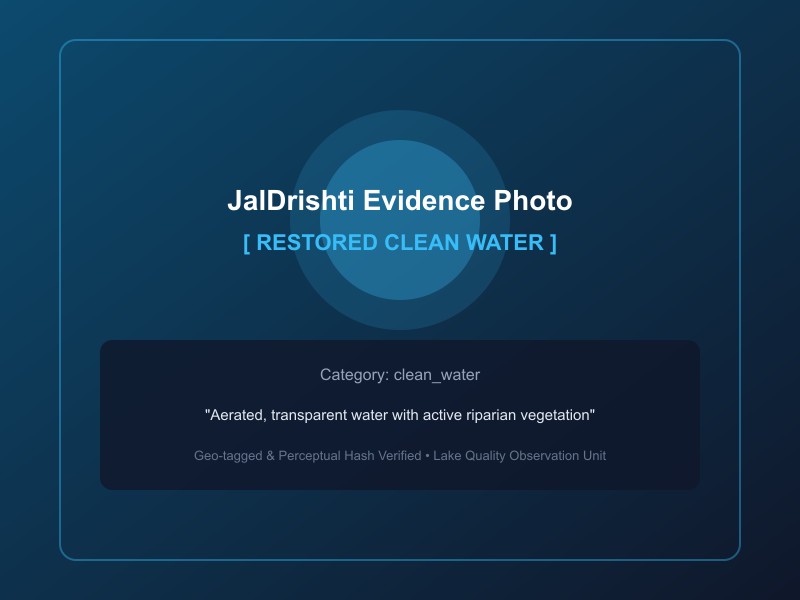 JalDrishti Evidence Photo
[ RESTORED CLEAN WATER ]
Category: clean_water
"Aerated, transparent water with active riparian vegetation"
Geo-tagged & Perceptual Hash Verified • Lake Quality Observation Unit